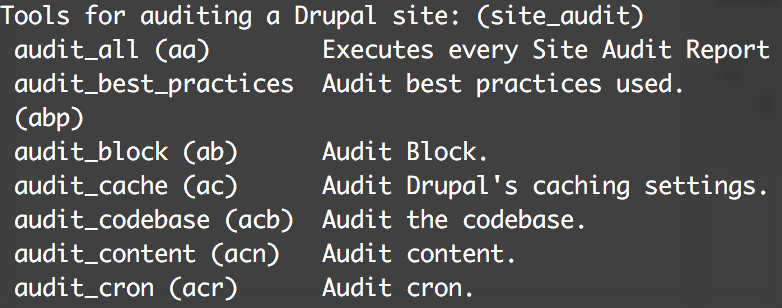 Tools for auditing a Drupal site: (site_audit)
audit_all (aa) Executes every Site Audit Report
audit_best_practices Audit best practices used.
(abp)
audit_block (ab) Audit Block.
audit_cache (ac) Audit Drupal's caching settings.
audit_codebase (acb) Audit the codebase.
audit_content (acn) Audit content.
audit_cron (acr) Audit cron.